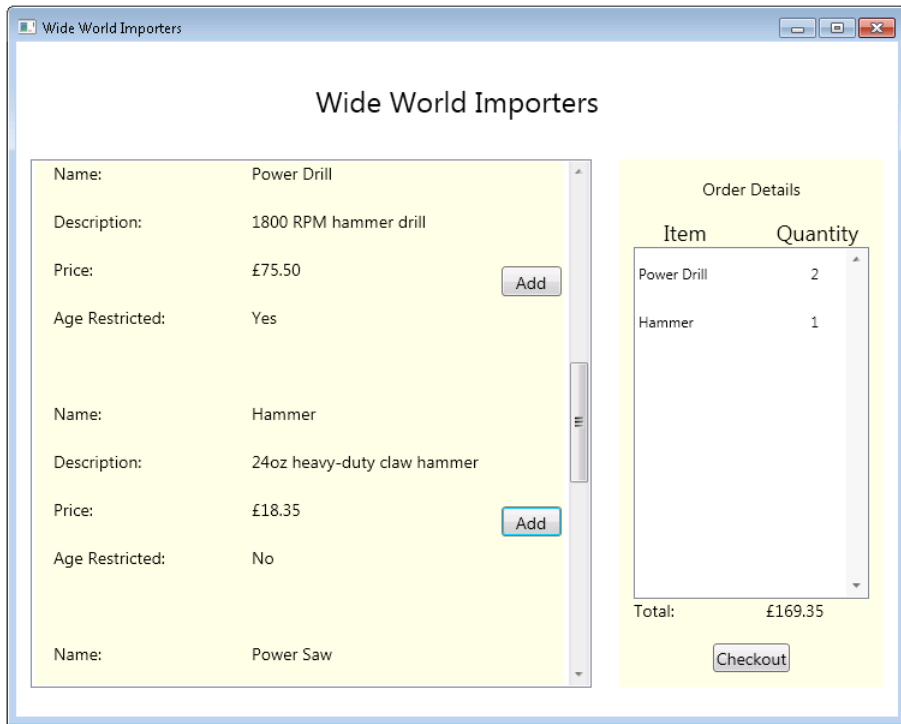 Wide World Importers
Wide World Importers
Name: Power Drill
Description: 1800 RPM hammer drill
Price: £75.50
Add
Age Restricted: Yes
Name: Hammer
Description: 24oz heavy-duty claw hammer
Price: £18.35
Add
Age Restricted: No
Name: Power Saw
Order Details
Item Quantity
Power Drill 2
Hammer 1
Total: £169.35
Checkout